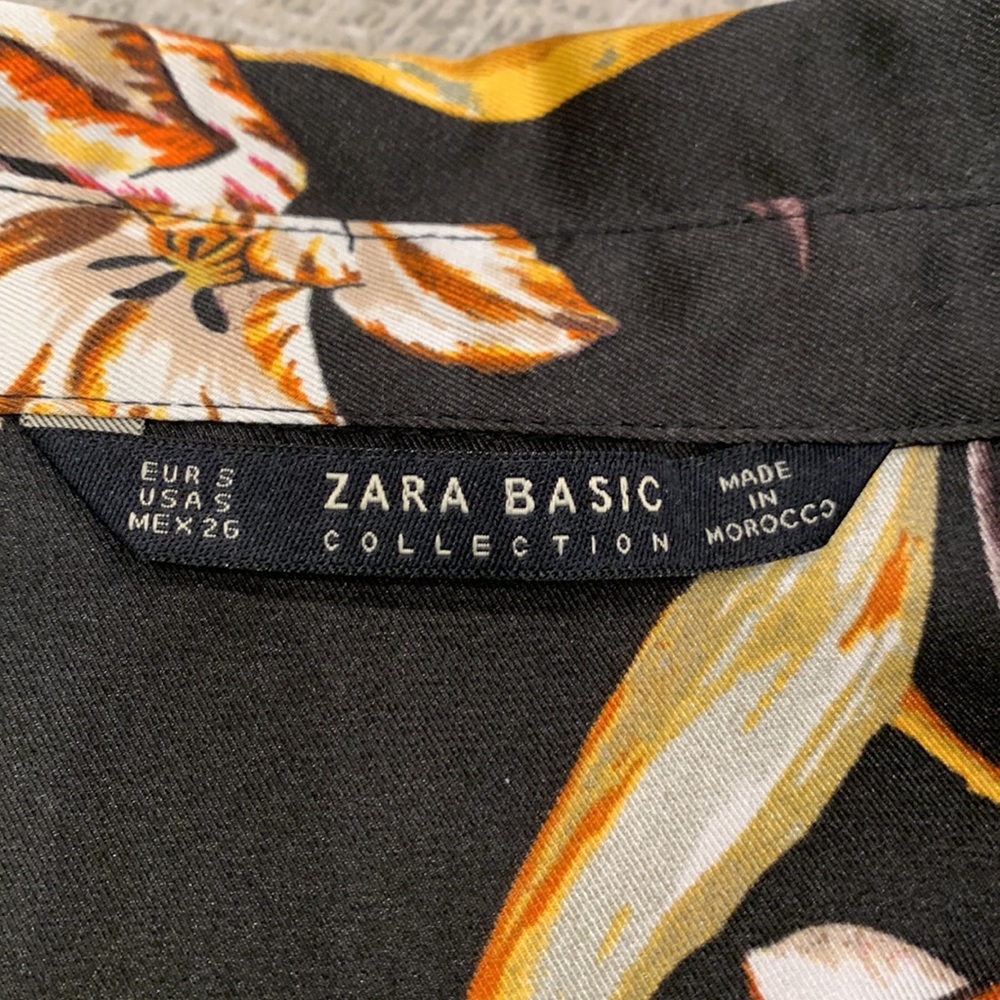 EUR S
USA S
MEX 26
ZARA BASIC
COLLECTION
MADE
IN
MOROCCO